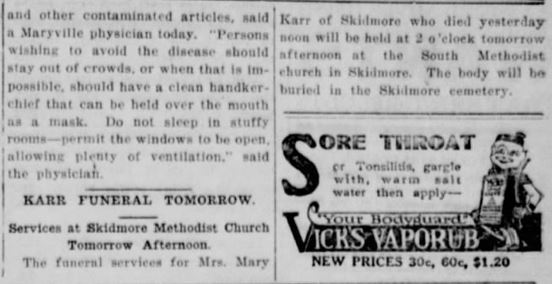 and other contaminated articles, said
a Maryville physician today. "Persons
wishing to avoid the disease should
stay out of crowds, or when that is im-
possible, should have a clean handker-
chief that can be held over the mouth
as a mask. Do not sleep in stuffy
rooms—permit the windows to be open,
allowing plenty of ventilation," said
the physician.
KARR FUNERAL TOMORROW.
Services at Skidmore Methodist Church
Tomorrow Afternoon.
The funeral services for Mrs. Mary
Karr of Skidmore who died yesterday
noon will be held at 2 o'clock tomorrow
afternoon at the South Methodist
church in Skidmore. The body will be
buried in the Skidmore cemetery.
SORE THROAT
or Tonsilitis, gargle
with, warm salt
water then apply—
"Your Bodyguard"
VICKS VAPORUB
NEW PRICES 30c, 60c, $1.20